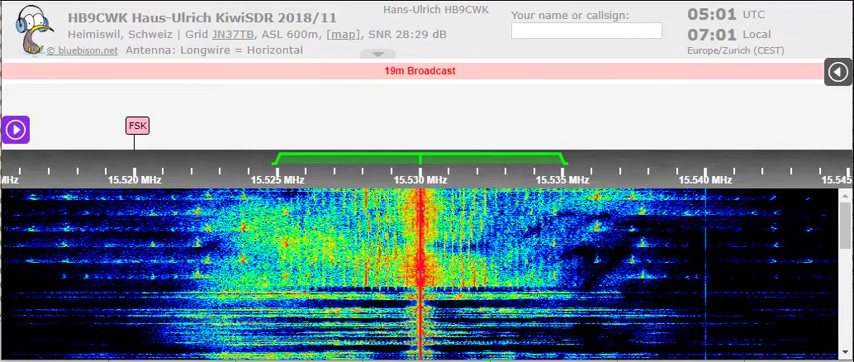 HB9CWK Haus-Ulrich KiwiSDR 2018/11
Hans-Ulrich HB9CWK
Heimiswil, Schweiz | Grid JN37TB, ASL 600m, [map], SNR 28:29 dB
© bluebison.net Antenna: Longwire = Horizontal
Your name or callsign:
05:01 UTC
07:01 Local
Europe/Zurich (CEST)
19m Broadcast
FSK
MHz 15.520 MHz 15.525 MHz 15.530 MHz 15.535 MHz 15.540 MHz 15.545